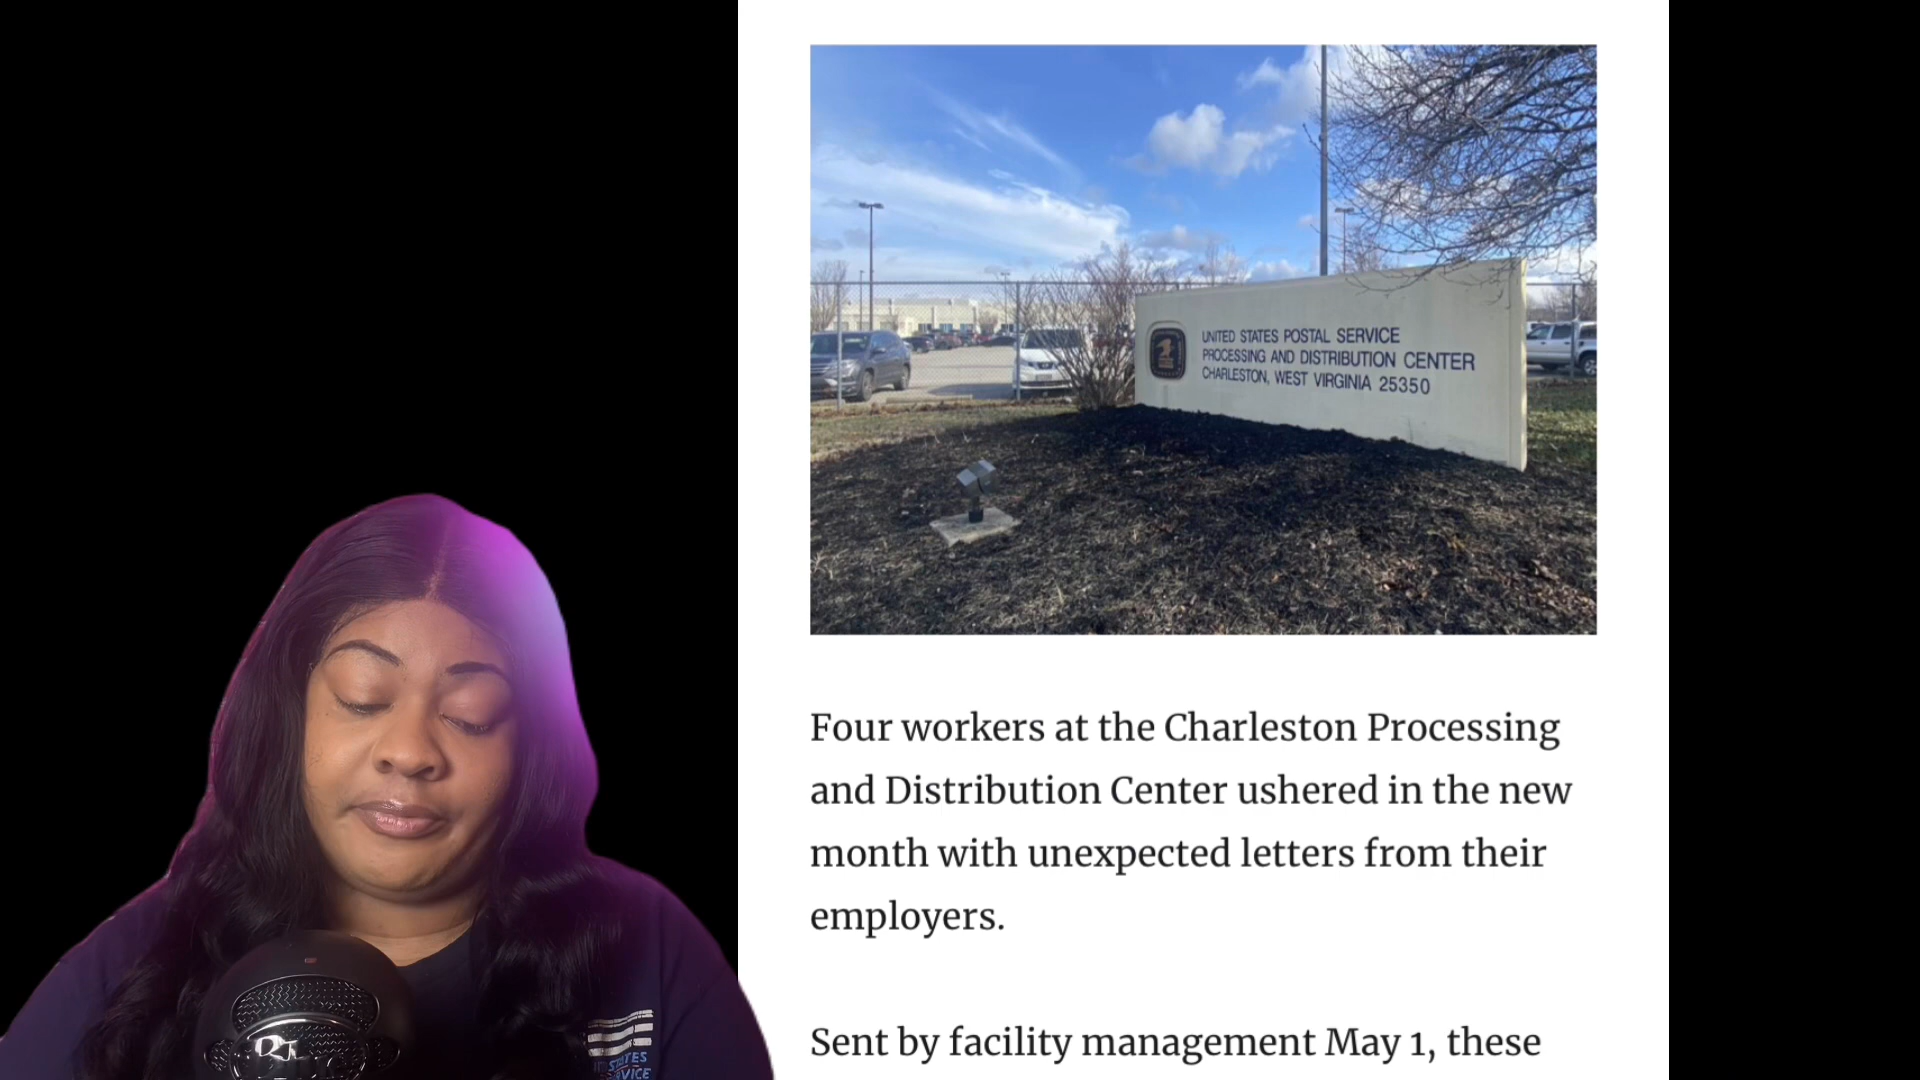 UNITED STATES POSTAL SERVICE
PROCESSING AND DISTRIBUTION CENTER
CHARLESTON, WEST VIRGINIA 25350
Four workers at the Charleston Processing
and Distribution Center ushered in the new
month with unexpected letters from their
employers.
Sent by facility management May 1, these